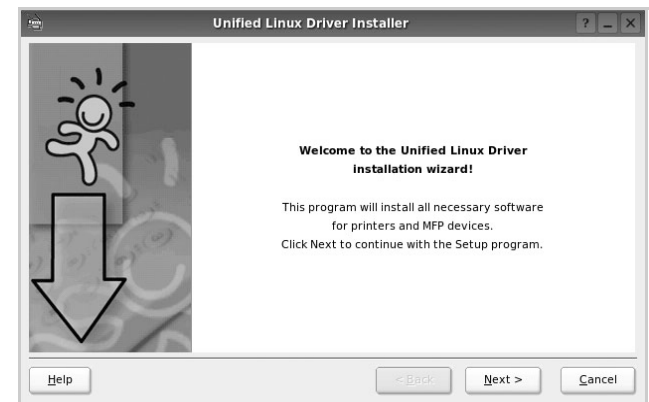 Unified Linux Driver Installer
?
Welcome to the Unified Linux Driver
installation wizard!
This program will install all necessary software
for printers and MFP devices.
Click Next to continue with the Setup program.
Help
< Back
Next >
Cancel